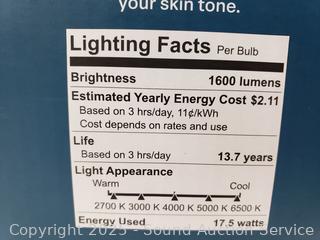 your skin tone.
Lighting Facts Per Bulb
Brightness 1600 lumens
Estimated Yearly Energy Cost $2.11
Based on 3 hrs/day, 11¢/kWh
Cost depends on rates and use
Life
Based on 3 hrs/day 13.7 years
Light Appearance
Warm Cool
2700 K 3000 K 4000 K 5000 K 6500 K
Energy Used 17.5 watts
Copyright 2023 - Sound Auction Service